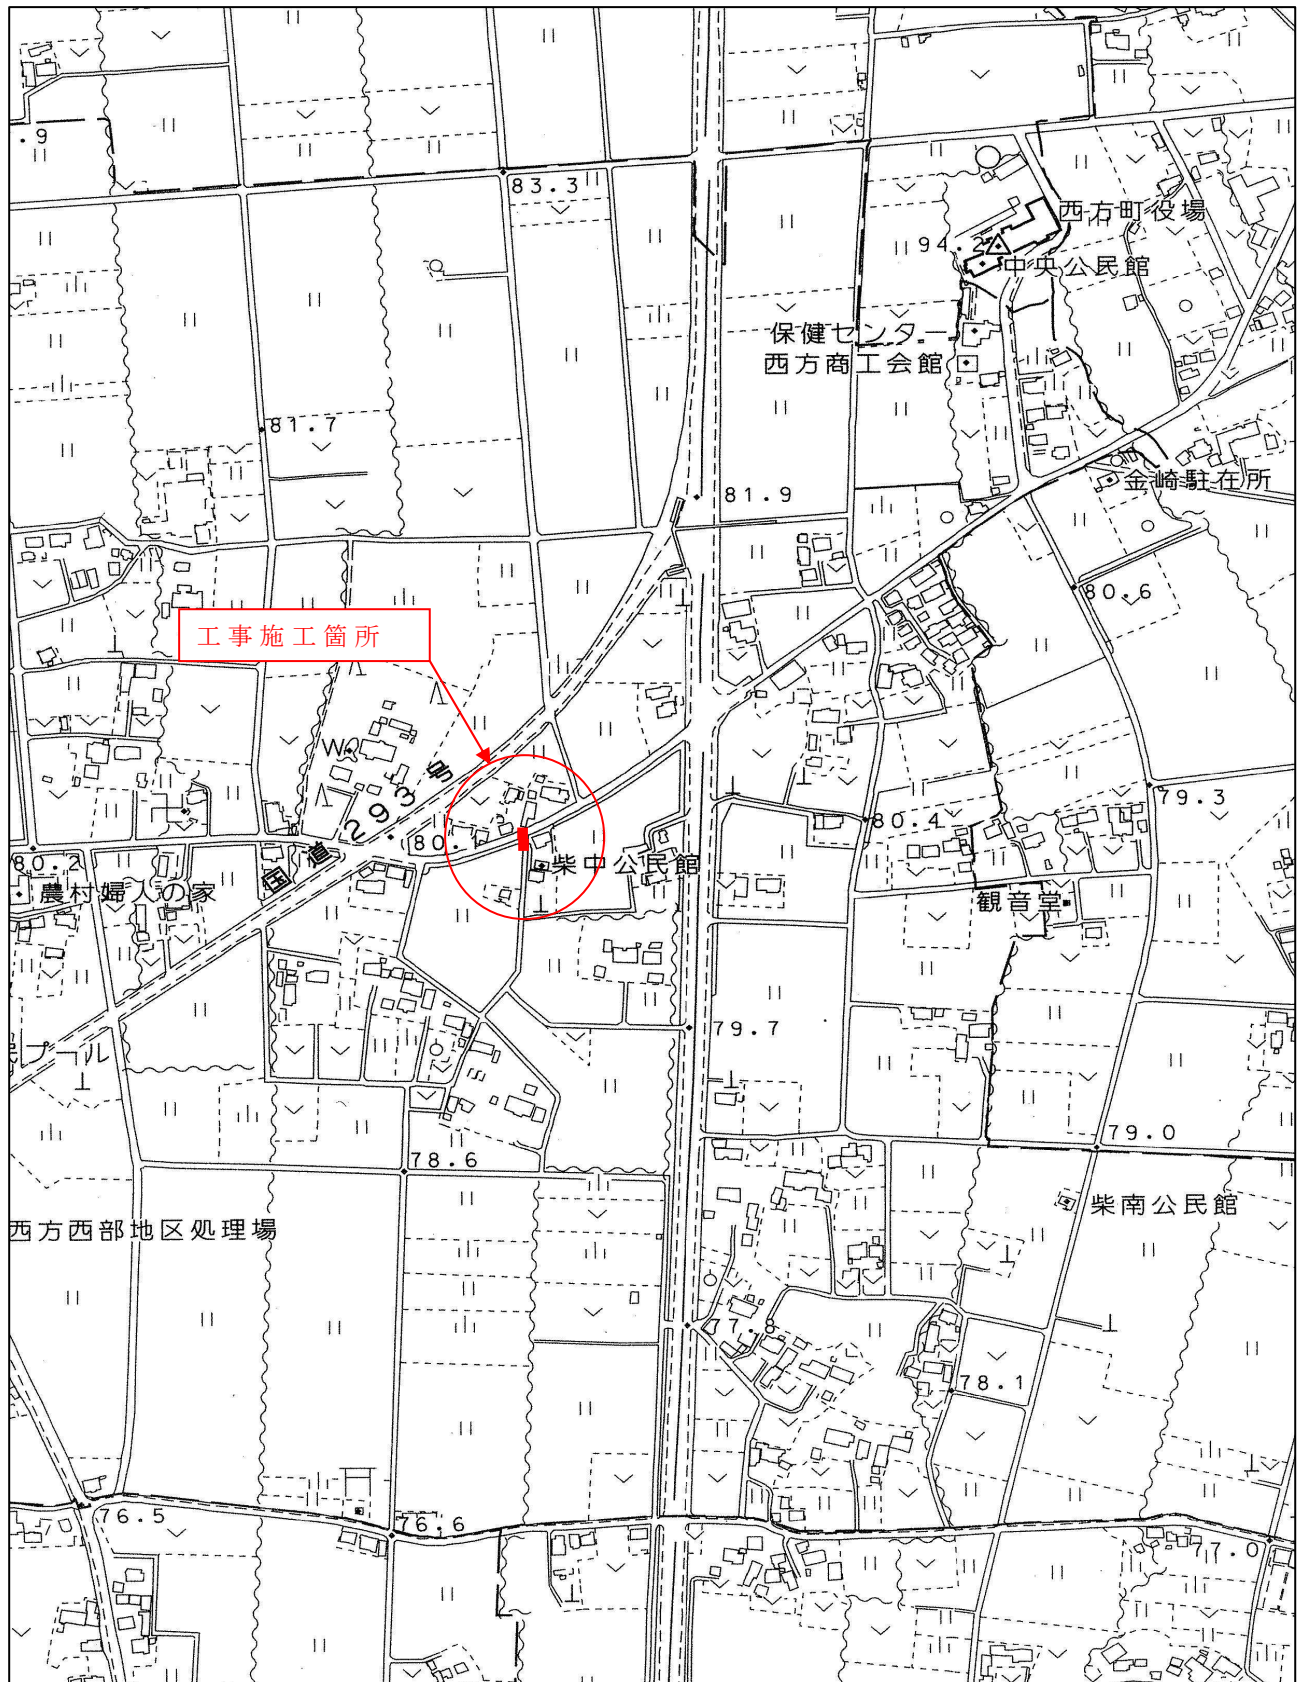 .9
83.3
西方町役場
94.2
中央公民館
保健センター
西方商工会館
81.7
金崎駐在所
81.9
80.6
工事施工箇所
W
79.3
国道293号
80.1
80.4
80.2
柴中公民館
農村婦人の家
観音堂
79.7
プール
79.0
78.6
柴南公民館
西方西部地区処理場
77.8
78.1
76.5
76.6
77.0